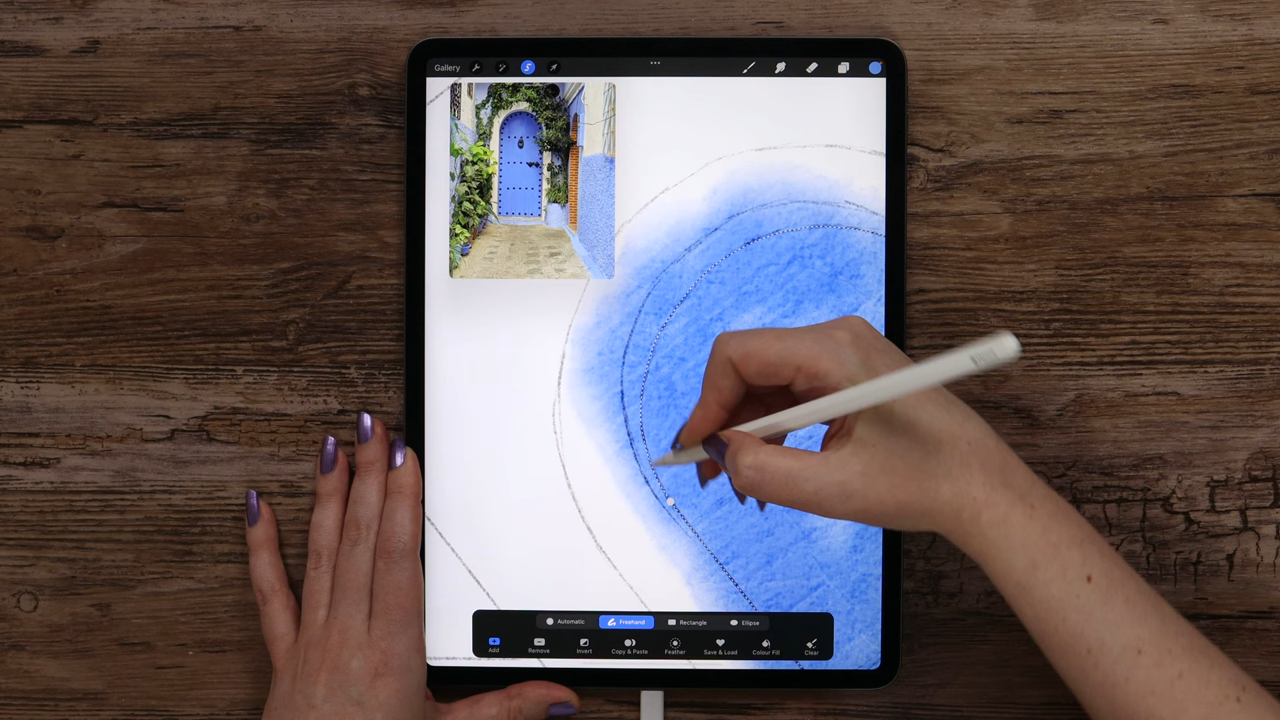 Gallery
Automatic Freehand Rectangle Ellipse
Add Remove Invert Copy & Paste Feather Save & Load Colour Fill Clear